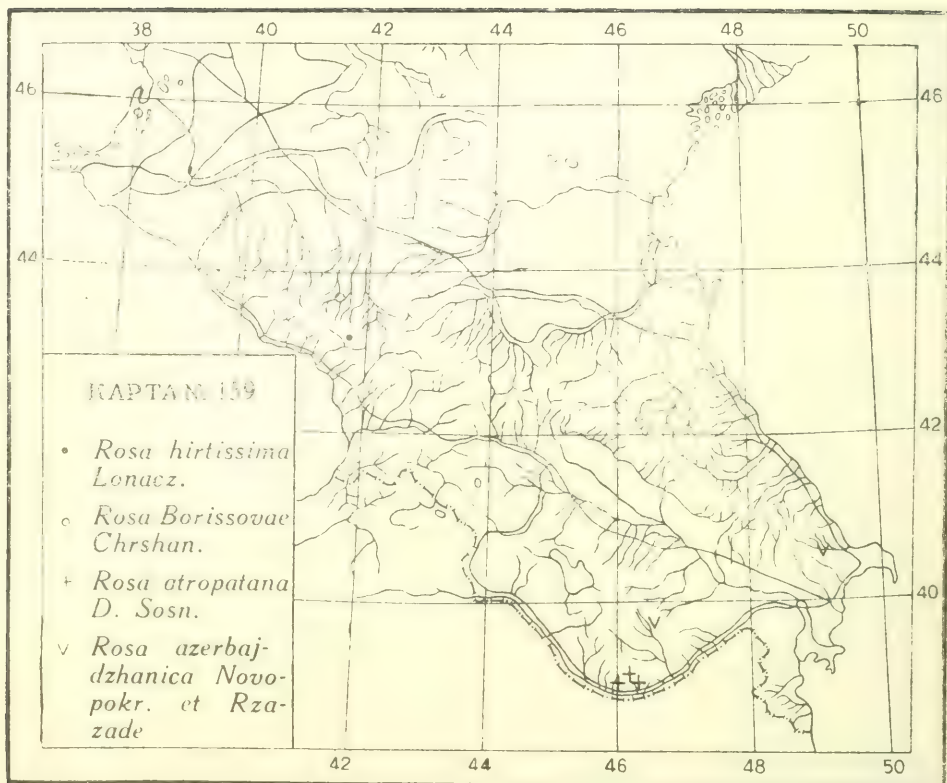 38 40 42 44 46 48 50
46 46
44 44
КАРТА № 159
42 42
Rosa hirtissima
Lonacz.
Rosa Borissovae
Chrshan.
40
Rosa atropatana
D. Sosn.
Rosa azerbaj-
dzhanica Novo-
pokr. et Rza-
zade
42 44 46 48 50